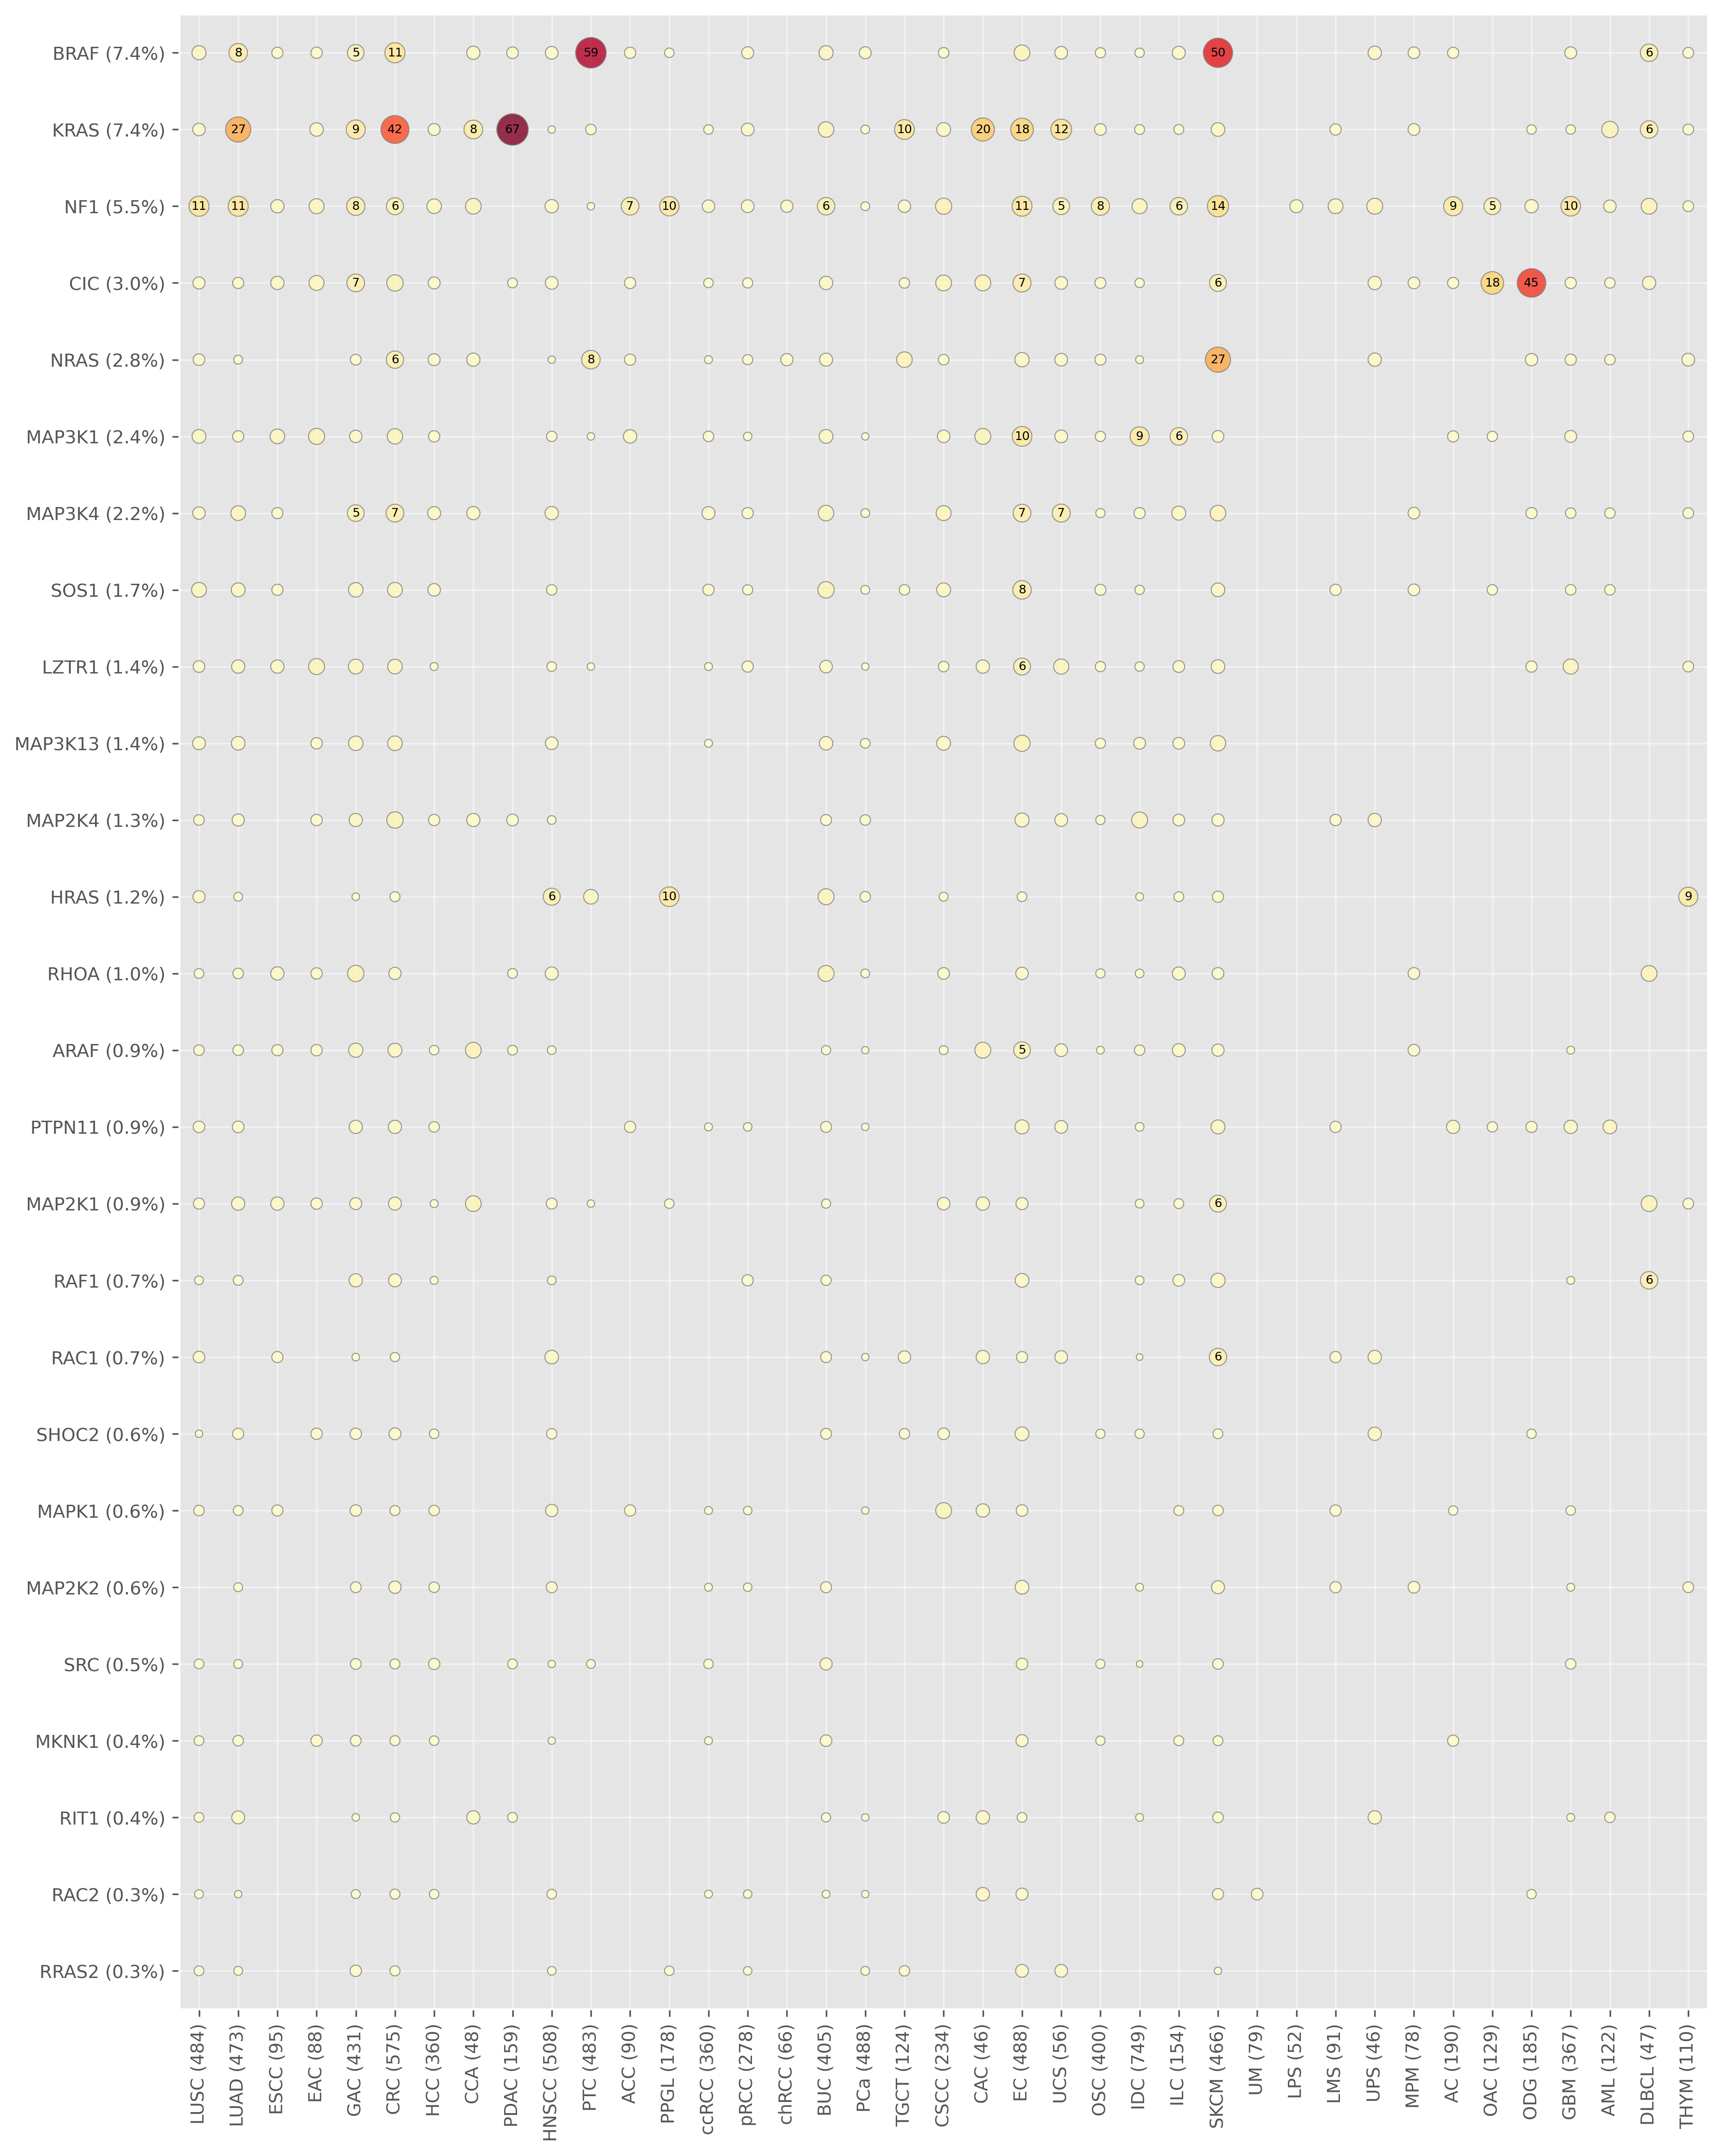 BRAF (7.4%) 8 5 11 59 50 6
KRAS (7.4%) 27 9 42 8 67 10 20 18 12 6
NF1 (5.5%) 11 11 8 6 7 10 6 11 5 8 6 14 9 5 10
CIC (3.0%) 7 7 6 18 45
NRAS (2.8%) 6 8 27
MAP3K1 (2.4%) 10 9 6
MAP3K4 (2.2%) 5 7 7 7
SOS1 (1.7%) 8
LZTR1 (1.4%) 6
MAP3K13 (1.4%)
MAP2K4 (1.3%)
HRAS (1.2%) 6 10 9
RHOA (1.0%)
ARAF (0.9%) 5
PTPN11 (0.9%)
MAP2K1 (0.9%) 6
RAF1 (0.7%) 6
RAC1 (0.7%) 6
SHOC2 (0.6%)
MAPK1 (0.6%)
MAP2K2 (0.6%)
SRC (0.5%)
MKNK1 (0.4%)
RIT1 (0.4%)
RAC2 (0.3%)
RRAS2 (0.3%)
LUSC (484)
LUAD (473)
ESCC (95)
EAC (88)
GAC (431)
CRC (575)
HCC (360)
CCA (48)
PDAC (159)
HNSCC (508)
PTC (483)
ACC (90)
PPGL (178)
ccRCC (360)
pRCC (278)
chRCC (66)
BUC (405)
PCa (488)
TGCT (124)
CSCC (234)
CAC (46)
EC (488)
UCS (56)
OSC (400)
IDC (749)
ILC (154)
SKCM (466)
UM (79)
LPS (52)
LMS (91)
UPS (46)
MPM (78)
AC (190)
OAC (129)
ODG (185)
GBM (367)
AML (122)
DLBCL (47)
THYM (110)